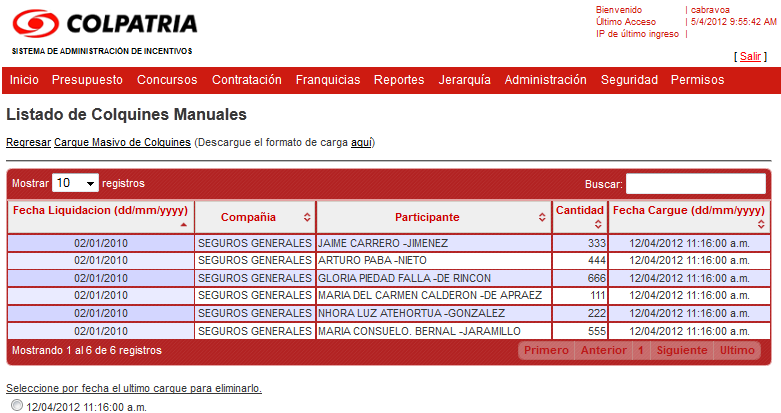 COLPATRIA
SISTEMA DE ADMINISTRACIÓN DE INCENTIVOS
Bienvenido | cabravoa
Último Acceso | 5/4/2012 9:55:42 AM
IP de último ingreso |
[ Salir ]
Inicio Presupuesto Concursos Contratación Franquicias Reportes Jerarquía Administración Seguridad Permisos
Listado de Colquines Manuales
Regresar Cargue Masivo de Colquines (Descargue el formato de carga aquí)
Mostrar 10 registros Buscar:
Fecha Liquidacion (dd/mm/yyyy) Compañia Participante Cantidad Fecha Cargue (dd/mm/yyyy)
02/01/2010 SEGUROS GENERALES JAIME CARRERO -JIMENEZ 333 12/04/2012 11:16:00 a.m.
02/01/2010 SEGUROS GENERALES ARTURO PABA -NIETO 444 12/04/2012 11:16:00 a.m.
02/01/2010 SEGUROS GENERALES GLORIA PIEDAD FALLA -DE RINCON 666 12/04/2012 11:16:00 a.m.
02/01/2010 SEGUROS GENERALES MARIA DEL CARMEN CALDERON -DE APRAEZ 111 12/04/2012 11:16:00 a.m.
02/01/2010 SEGUROS GENERALES NHORA LUZ ATEHORTUA -GONZALEZ 222 12/04/2012 11:16:00 a.m.
02/01/2010 SEGUROS GENERALES MARIA CONSUELO. BERNAL -JARAMILLO 555 12/04/2012 11:16:00 a.m.
Mostrando 1 al 6 de 6 registros Primero Anterior 1 Siguiente Ultimo
Seleccione por fecha el ultimo cargue para eliminarlo.
12/04/2012 11:16:00 a.m.